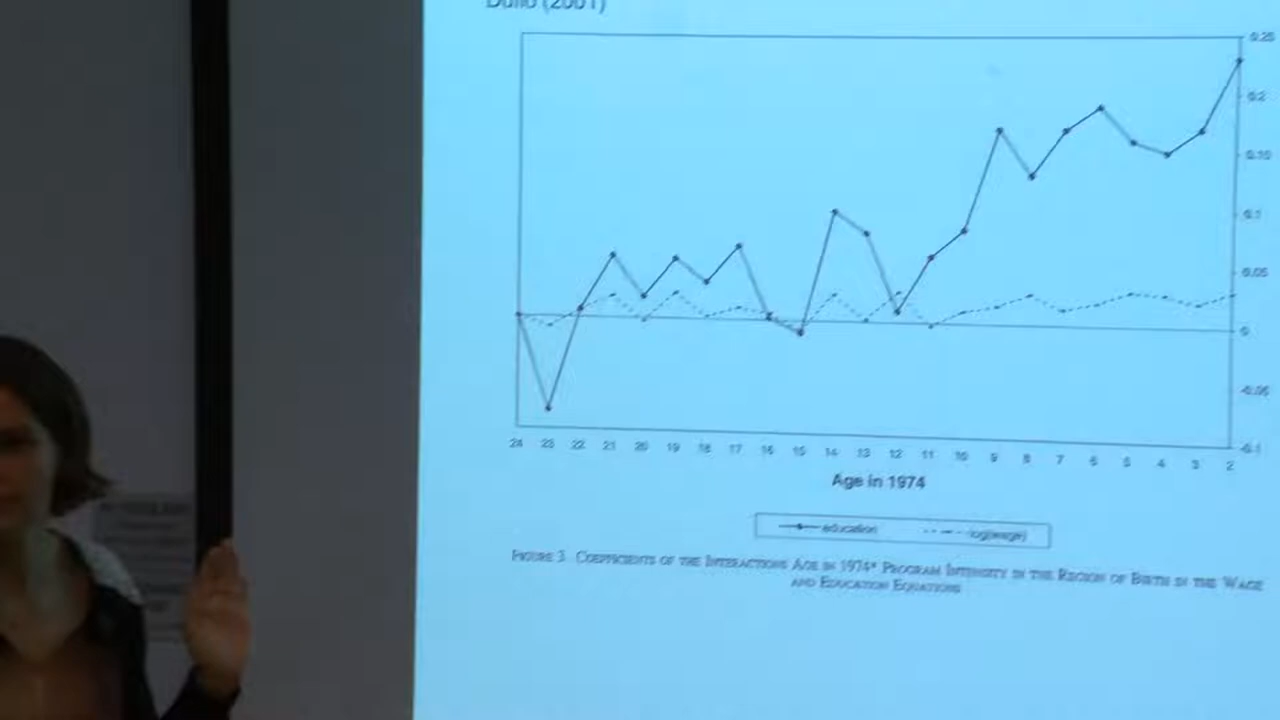 Duflo (2001)
0.25
0.2
0.15
0.1
0.05
0
-0.05
-0.1
24 23 22 21 20 19 18 17 16 15 14 13 12 11 10 9 8 7 6 5 4 3 2
Age in 1974
education log(wage)
FIGURE 3. COEFFICIENTS OF THE INTERACTIONS AGE IN 1974* PROGRAM INTENSITY IN THE REGION OF BIRTH IN THE WAGE
AND EDUCATION EQUATIONS